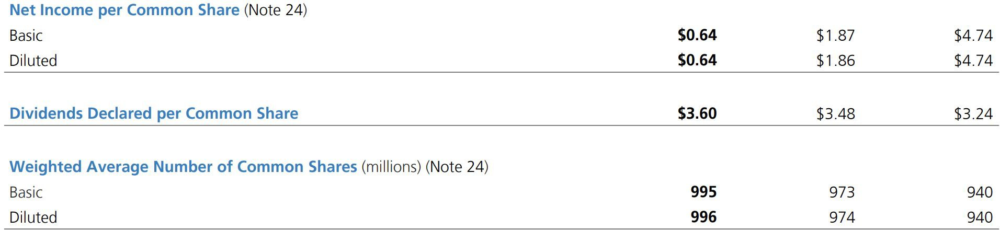 Net Income per Common Share (Note 24)
Basic $0.64 $1.87 $4.74
Diluted $0.64 $1.86 $4.74
Dividends Declared per Common Share $3.60 $3.48 $3.24
Weighted Average Number of Common Shares (millions) (Note 24)
Basic 995 973 940
Diluted 996 974 940